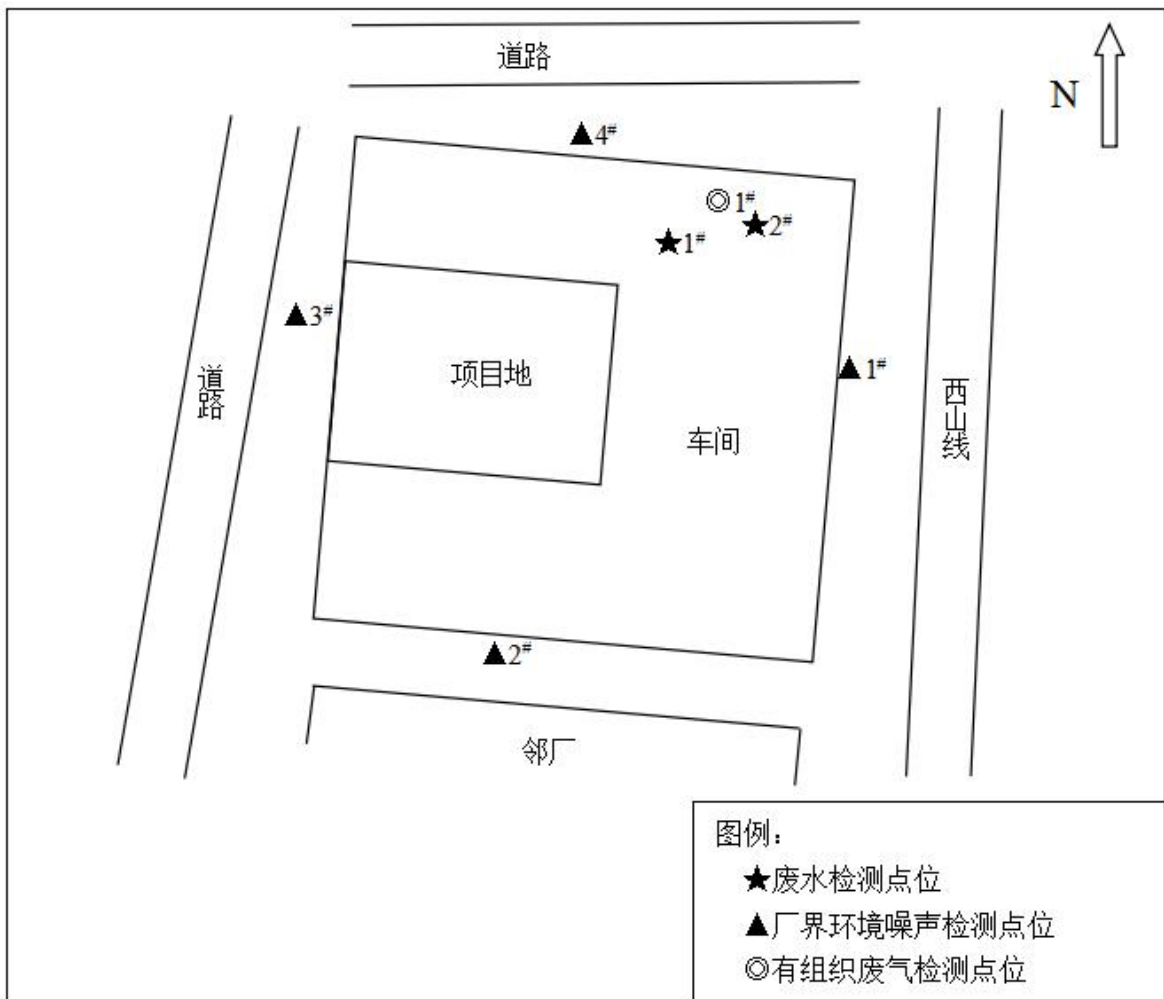 道路
N
▲4#
◎1#
★1#
★2#
▲3#
项目地
▲1#
道路
车间
西山线
▲2#
邻厂
图例：
★废水检测点位
▲厂界环境噪声检测点位
◎有组织废气检测点位